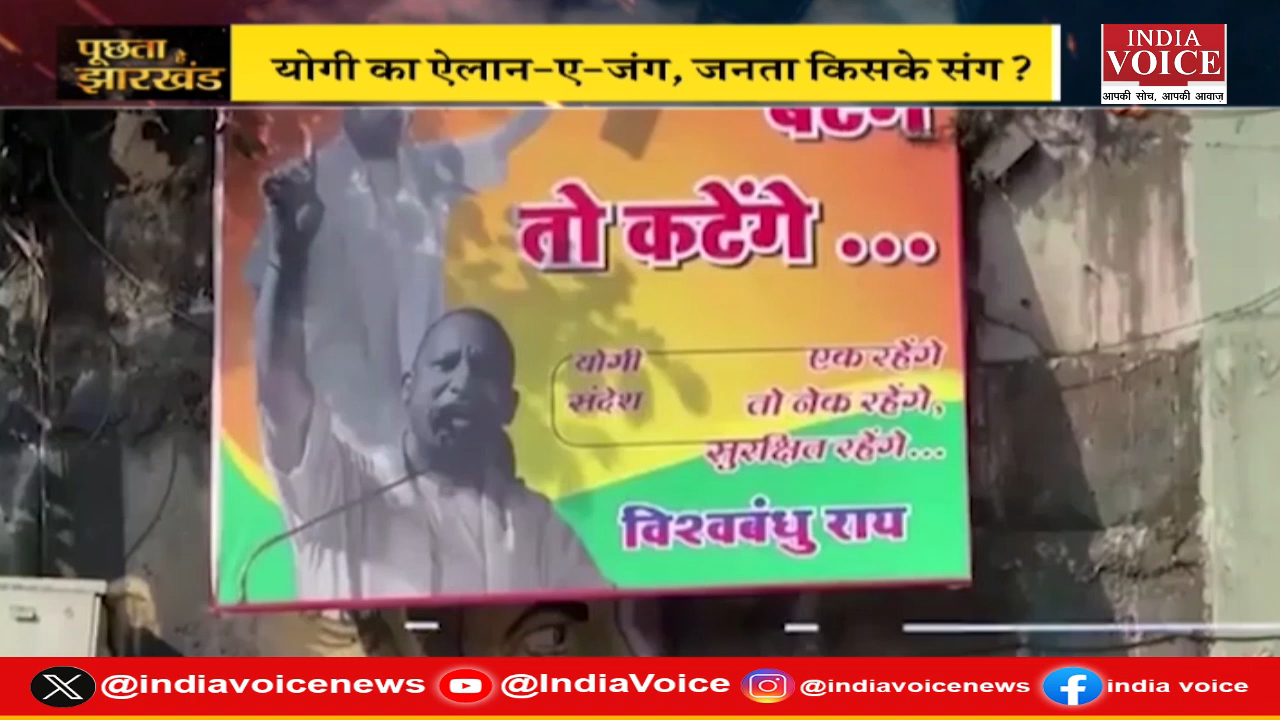 पूछता है
झारखंड
योगी का ऐलान-ए-जंग, जनता किसके संग ?
INDIA
VOICE
आपकी सोच, आपकी आवाज़
तो कटेंगे ...
योगी
संदेश
एक रहेंगे
तो नेक रहेंगे,
सुरक्षित रहेंगे...
विश्वबंधु राय
@indiavoicenews
@IndiaVoice
@indiavoicenews
india voice